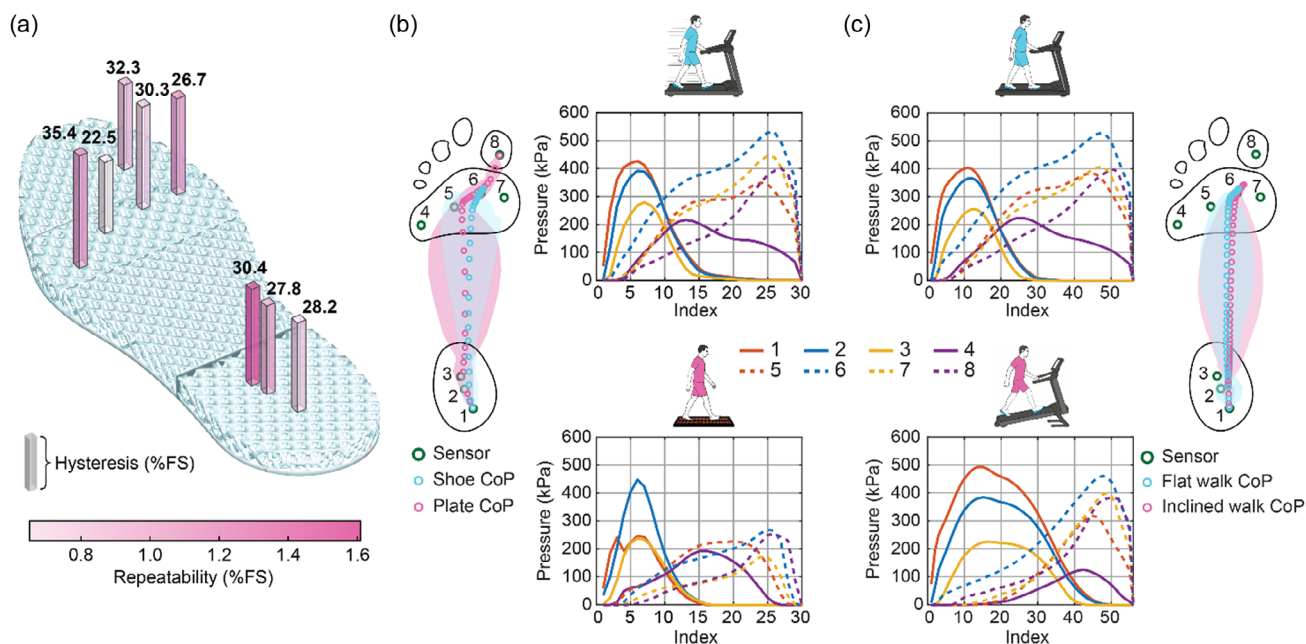 (a)
32.3
30.3
26.7
35.4
22.5
30.4
27.8
28.2
Hysteresis (%FS)
0.8 1.0 1.2 1.4 1.6
Repeatability (%FS)
(b)
8
6
5
7
4
3
2
1
Sensor
Shoe CoP
Plate CoP
Pressure (kPa)
600
500
400
300
200
100
0
0 5 10 15 20 25 30
Index
1 2 3 4
5 6 7 8
Pressure (kPa)
600
500
400
300
200
100
0
0 5 10 15 20 25 30
Index
(c)
Pressure (kPa)
600
500
400
300
200
100
0
0 10 20 30 40 50
Index
Pressure (kPa)
600
500
400
300
200
100
0
0 10 20 30 40 50
Index
8
6
5
7
4
3
2
1
Sensor
Flat walk CoP
Inclined walk CoP